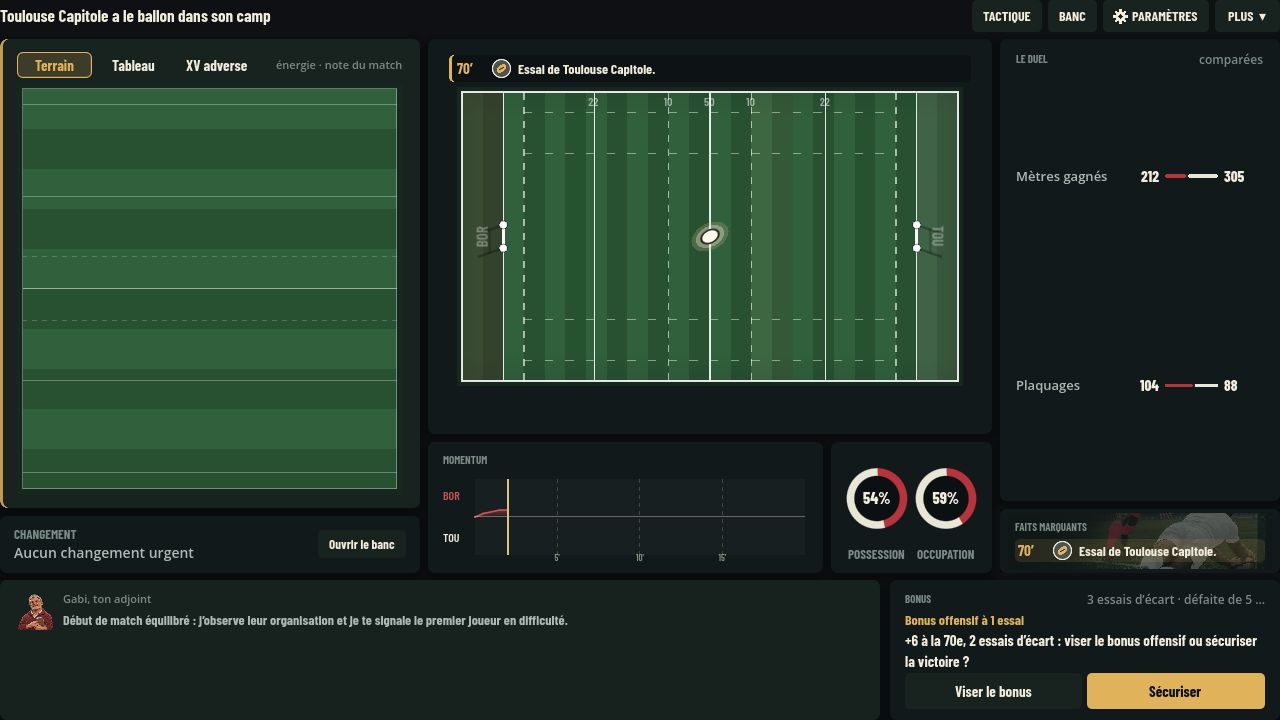 Toulouse Capitole a le ballon dans son camp
TACTIQUE
BANC
PARAMÈTRES
PLUS ▼
Terrain
Tableau
XV adverse
énergie · note du match
70’
Essai de Toulouse Capitole.
22
10
50
10
22
BOR
TOU
LE DUEL
comparées
Mètres gagnés
212
305
Plaquages
104
88
CHANGEMENT
Aucun changement urgent
Ouvrir le banc
MOMENTUM
BOR
TOU
5'
10'
15'
54%
59%
POSSESSION
OCCUPATION
FAITS MARQUANTS
70’
Essai de Toulouse Capitole.
Gabi, ton adjoint
Début de match équilibré : j’observe leur organisation et je te signale le premier joueur en difficulté.
BONUS
3 essais d’écart · défaite de 5 ...
Bonus offensif à 1 essai
+6 à la 70e, 2 essais d’écart : viser le bonus offensif ou sécuriser
la victoire ?
Viser le bonus
Sécuriser